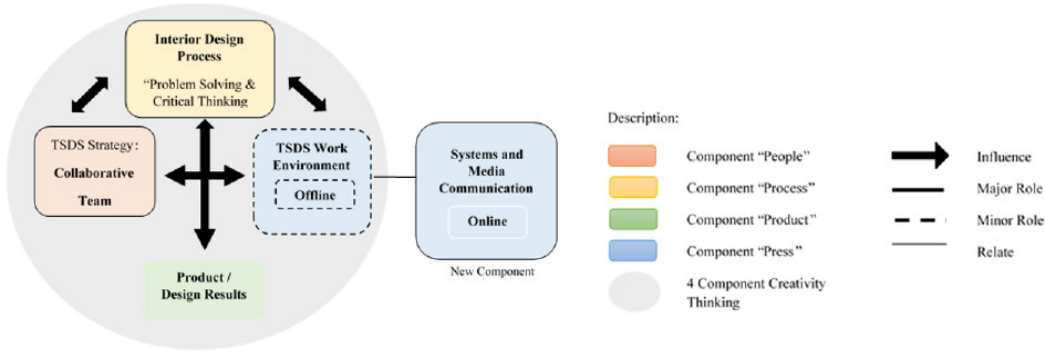 Interior Design
Process
“Problem Solving &
Critical Thinking
TSDS Strategy:
Collaborative
Team
TSDS Work
Environment
Offline
Systems and
Media
Communication
Online
New Component
Product /
Design Results
Description:
Component “People”
Component “Process”
Component “Product”
Component “Press”
4 Component Creativity
Thinking
Influence
Major Role
Minor Role
Relate